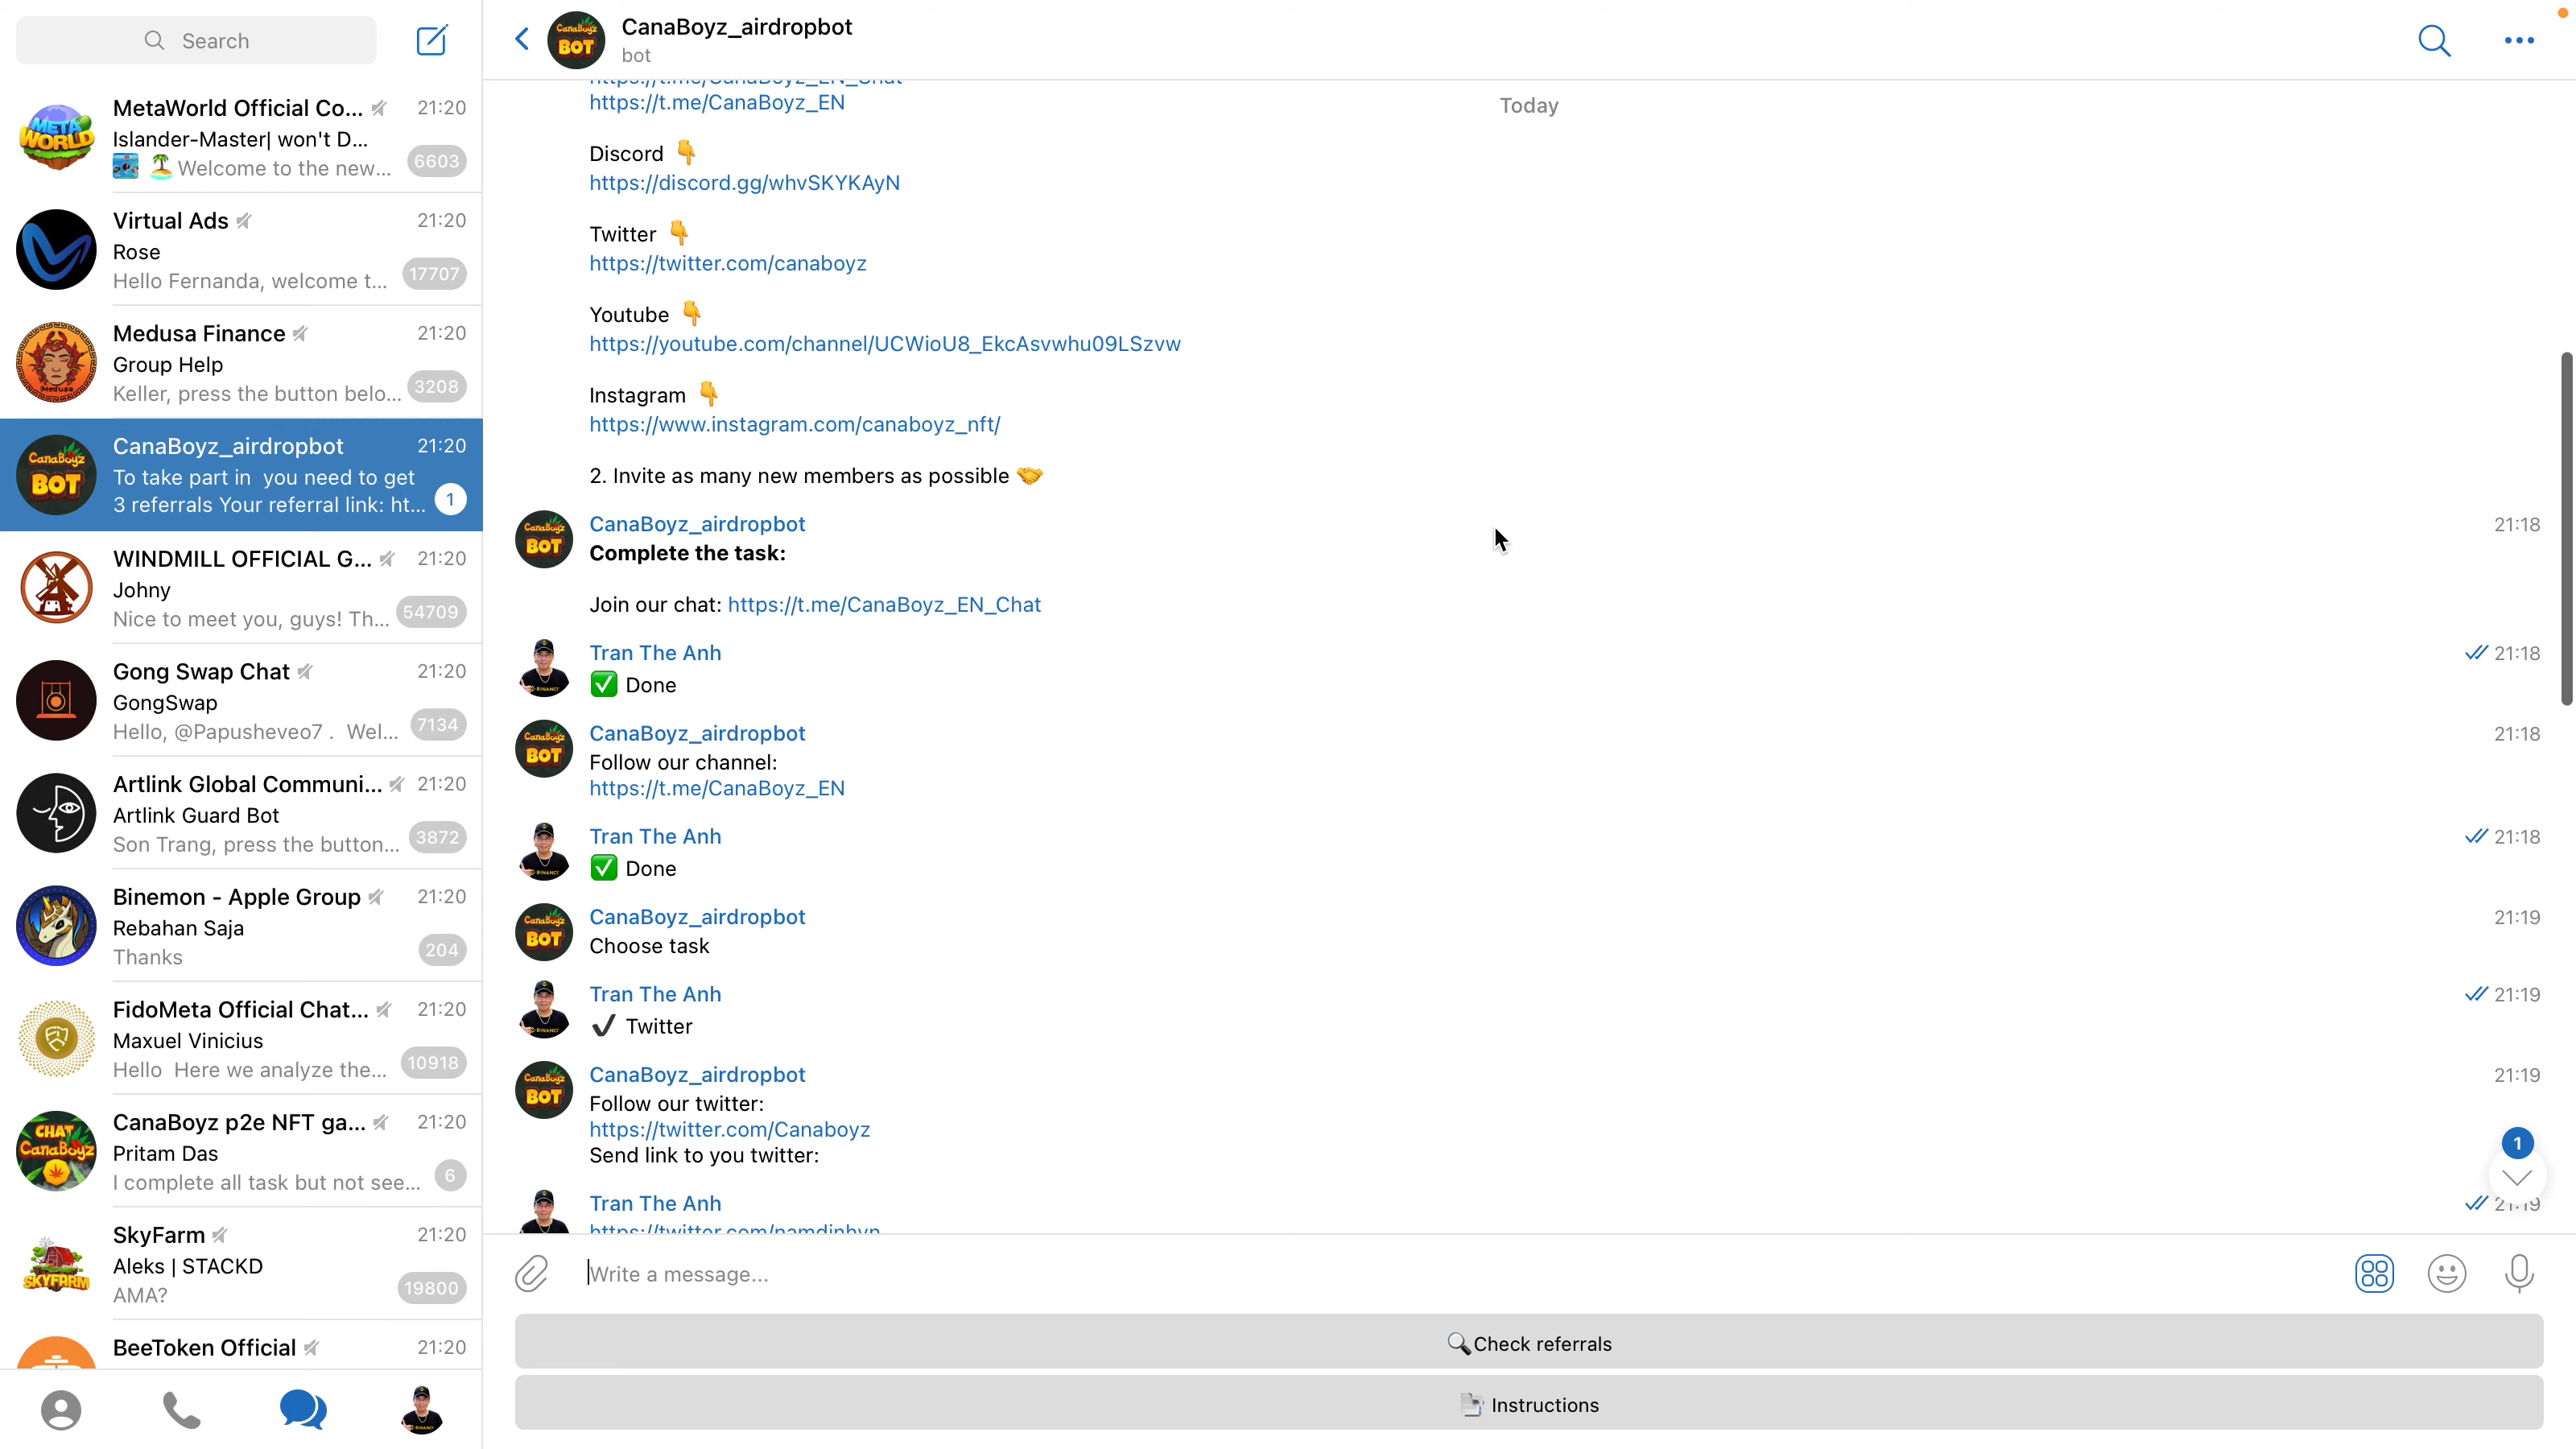 Search
MetaWorld Official Co... 21:20
Islander-Master| won't D...
Welcome to the new... 6603
Virtual Ads 21:20
Rose
Hello Fernanda, welcome t... 17707
Medusa Finance 21:20
Group Help
Keller, press the button belo... 3208
CanaBoyz_airdropbot 21:20
To take part in you need to get
3 referrals Your referral link: ht... 1
WINDMILL OFFICIAL G... 21:20
Johny
Nice to meet you, guys! Th... 54709
Gong Swap Chat 21:20
GongSwap
Hello, @Papusheveo7 . Wel... 7134
Artlink Global Communi... 21:20
Artlink Guard Bot
Son Trang, press the button... 3872
Binemon - Apple Group 21:20
Rebahan Saja
Thanks 204
FidoMeta Official Chat... 21:20
Maxuel Vinicius
Hello Here we analyze the... 10918
CanaBoyz p2e NFT ga... 21:20
Pritam Das
I complete all task but not see... 6
SkyFarm 21:20
Aleks | STACKD
AMA? 19800
BeeToken Official 21:20
CanaBoyz_airdropbot
bot
https://t.me/CanaBoyz_EN_Chat
https://t.me/CanaBoyz_EN
Today
Discord 👇
https://discord.gg/whvSKYKAyN
Twitter 👇
https://twitter.com/canaboyz
Youtube 👇
https://youtube.com/channel/UCWioU8_EkcAsvwhu09LSzvw
Instagram 👇
https://www.instagram.com/canaboyz_nft/
2. Invite as many new members as possible 🤝
CanaBoyz_airdropbot 21:18
Complete the task:
Join our chat: https://t.me/CanaBoyz_EN_Chat
Tran The Anh 21:18
✅ Done
CanaBoyz_airdropbot 21:18
Follow our channel:
https://t.me/CanaBoyz_EN
Tran The Anh 21:18
✅ Done
CanaBoyz_airdropbot 21:19
Choose task
Tran The Anh 21:19
✔ Twitter
CanaBoyz_airdropbot 21:19
Follow our twitter:
https://twitter.com/Canaboyz
Send link to you twitter:
1
Tran The Anh 21:19
https://twitter.com/namdinhvn
Write a message...
🔍Check referrals
Instructions